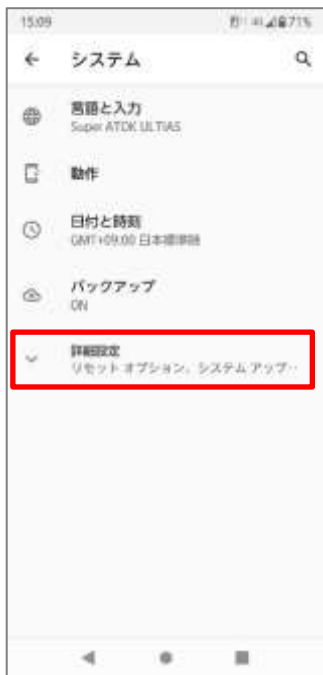 15:09
71%
システム
言語と入力
Super ATOK ULTIAS
動作
日付と時刻
GMT+09:00 日本標準時
バックアップ
ON
詳細設定
リセット オプション、システム アップ…